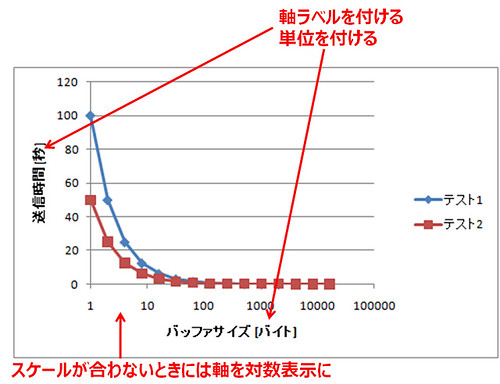 軸ラベルを付ける
単位を付ける
120
100
80
60
40
20
0
送信時間 [秒]
テスト1
テスト2
1 10 100 1000 10000 100000
バッファサイズ [バイト]
スケールが合わないときには軸を対数表示に